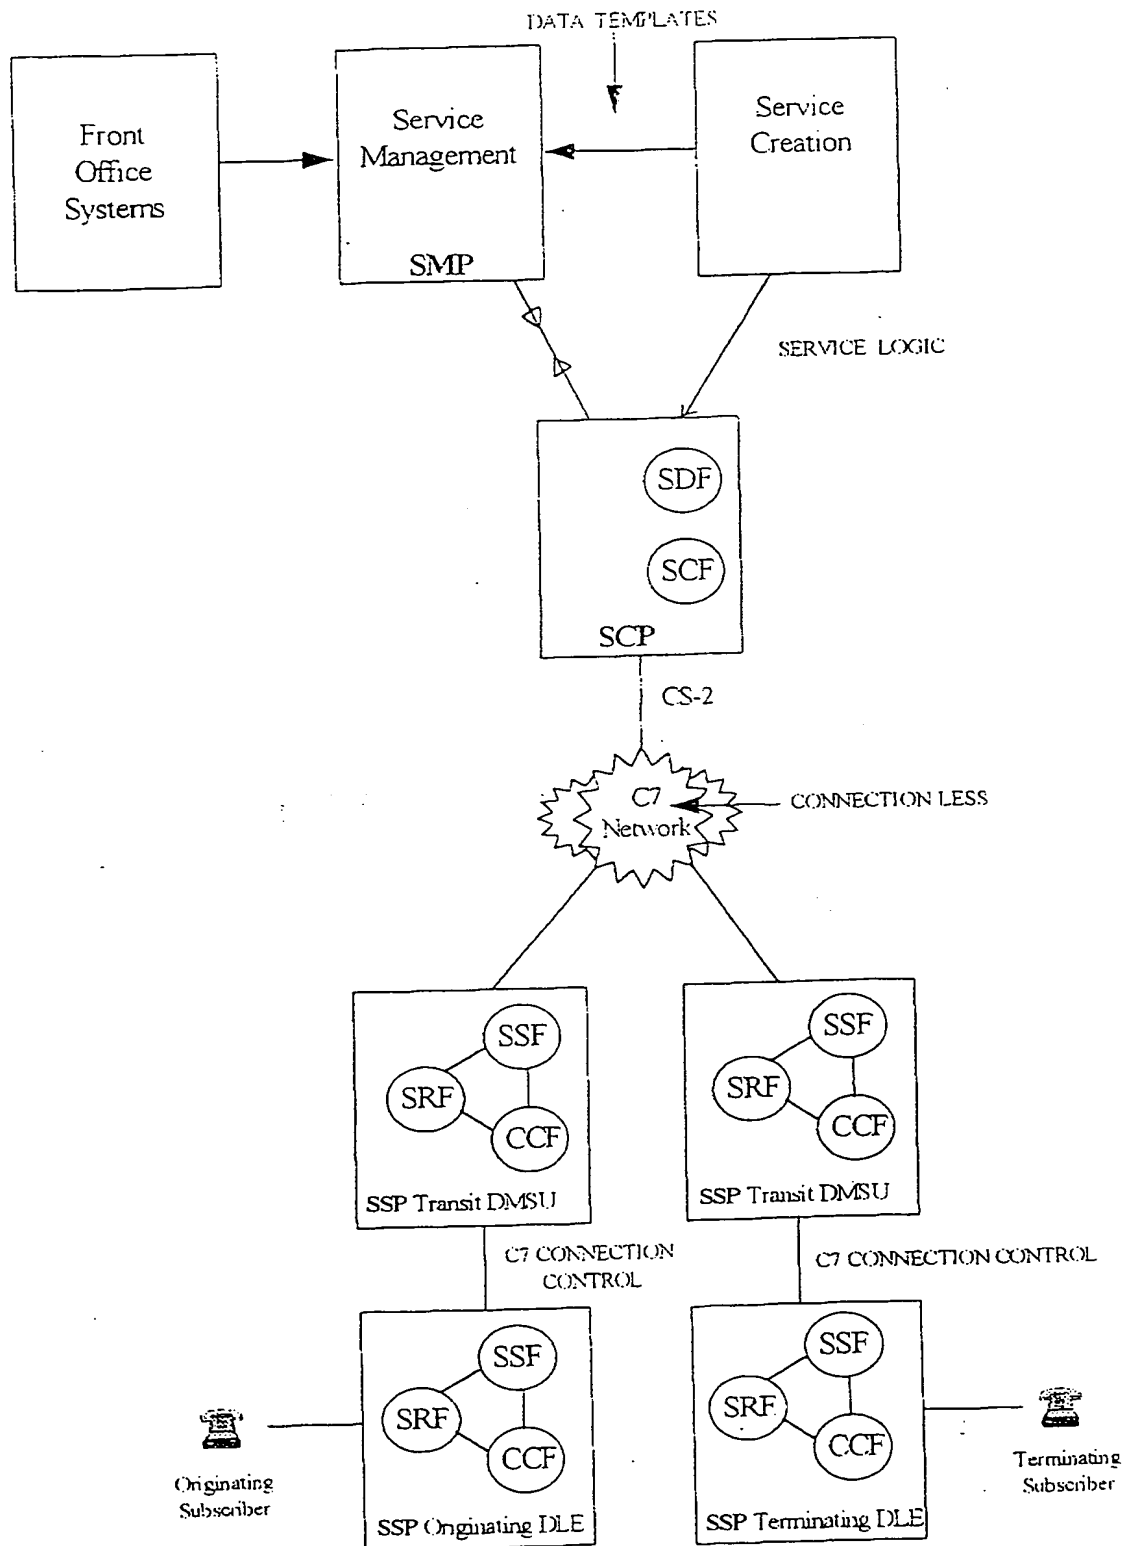 DATA TEMPLATES
Front
Office
Systems
Service
Management
SMP
Service
Creation
SERVICE LOGIC
SDF
SCF
SCP
CS-2
C7
Network
CONNECTION LESS
SSF
SRF
CCF
SSP Transit DMSU
SSF
SRF
CCF
SSP Transit DMSU
C7 CONNECTION
CONTROL
C7 CONNECTION CONTROL
SSF
SRF
CCF
SSP Originating DLE
SSF
SRF
CCF
SSP Terminating DLE
Originating
Subscriber
Terminating
Subscriber